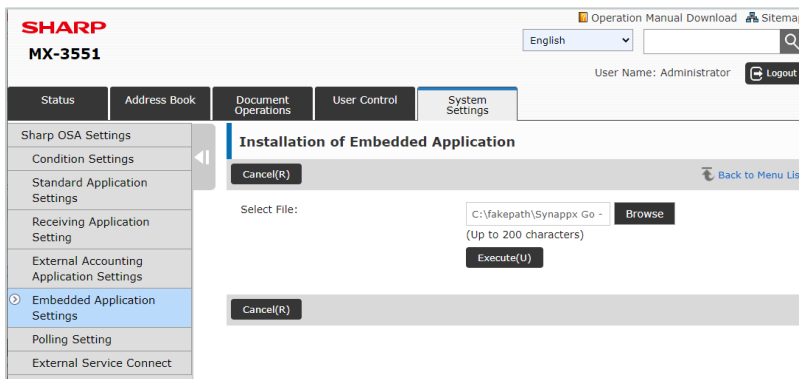 Operation Manual Download Sitemap
SHARP
MX-3551
English
User Name: Administrator Logout
Status Address Book Document Operations User Control System Settings
Sharp OSA Settings
Condition Settings
Standard Application
Settings
Receiving Application
Setting
External Accounting
Application Settings
Embedded Application
Settings
Polling Setting
External Service Connect
Installation of Embedded Application
Cancel(R) Back to Menu Lis
Select File: C:\fakepath\Synappx Go - Browse
(Up to 200 characters)
Execute(U)
Cancel(R)